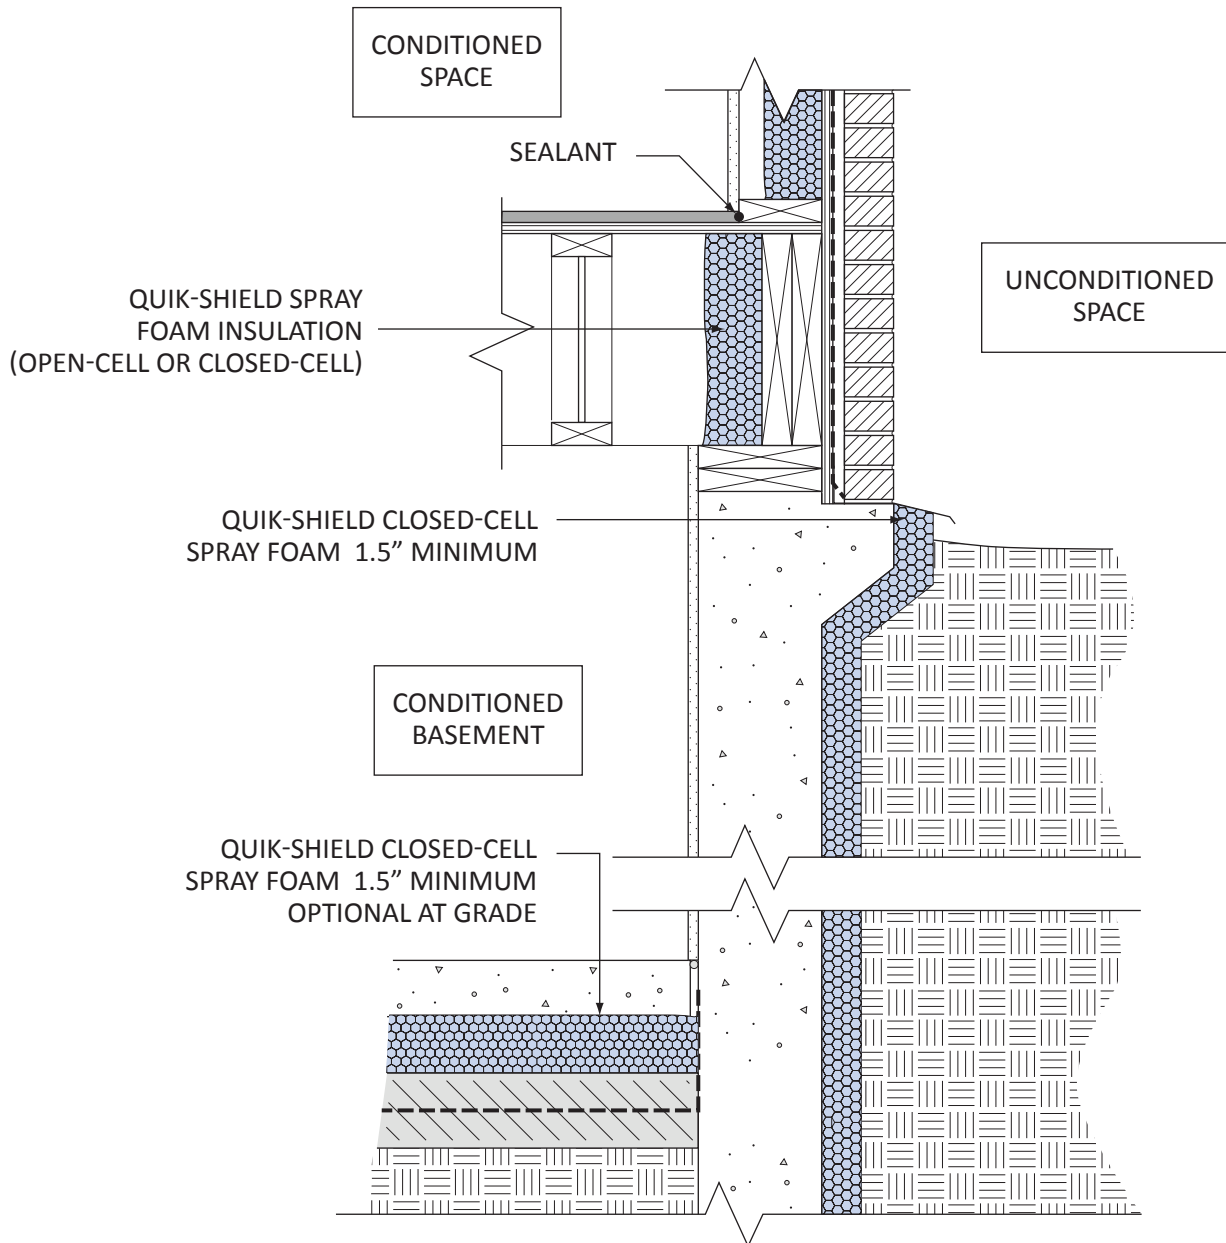 CONDITIONED
SPACE
SEALANT
UNCONDITIONED
SPACE
QUIK-SHIELD SPRAY
FOAM INSULATION
(OPEN-CELL OR CLOSED-CELL)
QUIK-SHIELD CLOSED-CELL
SPRAY FOAM 1.5” MINIMUM
CONDITIONED
BASEMENT
QUIK-SHIELD CLOSED-CELL
SPRAY FOAM 1.5” MINIMUM
OPTIONAL AT GRADE